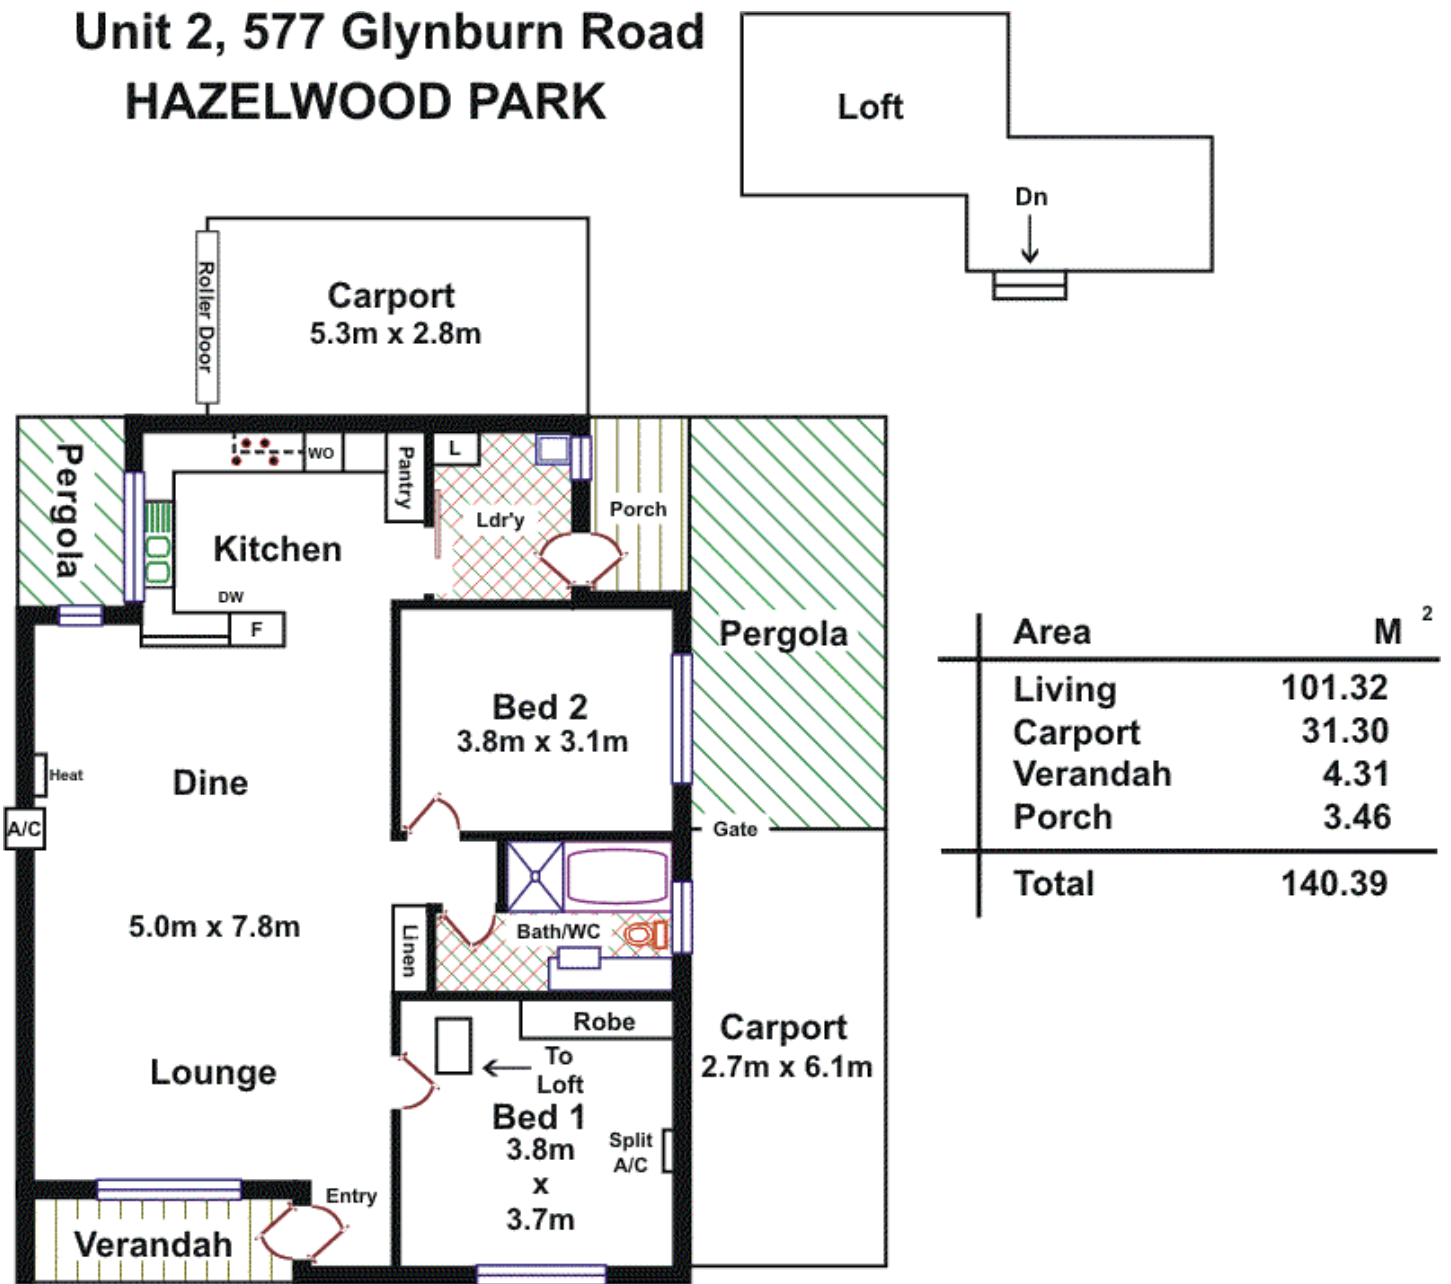 Unit 2, 577 Glynburn Road
HAZELWOOD PARK
Loft
Dn
Roller Door
Carport
5.3m x 2.8m
Pergola
WO
Pantry
L
Ldr'y
Porch
Kitchen
DW
F
Pergola
Bed 2
3.8m x 3.1m
Heat
Dine
A/C
Gate
5.0m x 7.8m
Linen
Bath/WC
Robe
To
Loft
Lounge
Bed 1
3.8m
x
3.7m
Split
A/C
Carport
2.7m x 6.1m
Entry
Verandah
Area M 2
Living 101.32
Carport 31.30
Verandah 4.31
Porch 3.46
Total 140.39